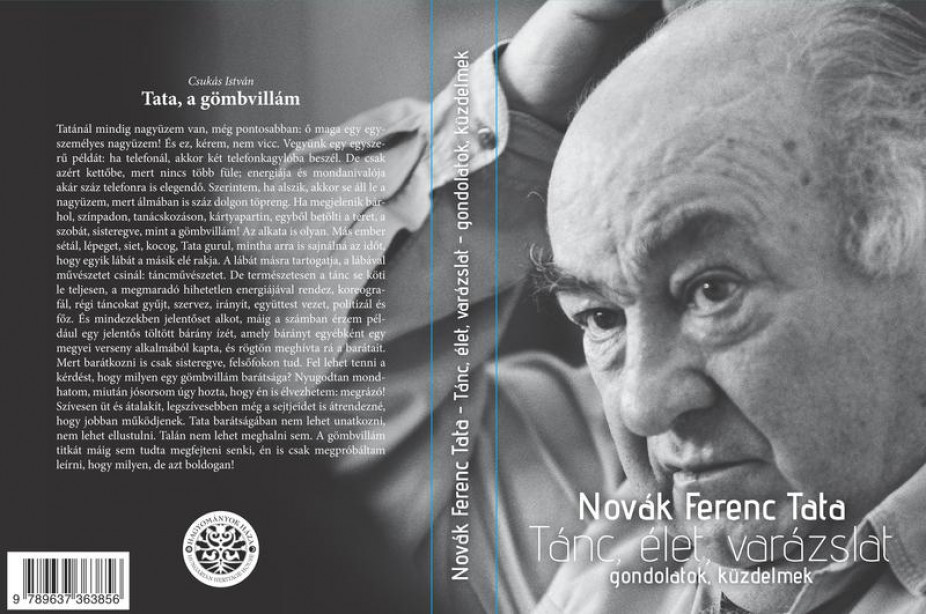 Csukás István
Tata, a gömbvillám
Tatánál mindig nagyüzem van, még pontosabban: ő maga egy egy-
személyes nagyüzem! És ez, kérem, nem vicc. Vegyünk egy egysze-
rű példát: ha telefonál, akkor két telefonkagylóba beszél. De csak
azért kettőbe, mert nincs több füle; energiája és mondanivalója
akár száz telefonra is elegendő. Szerintem, ha alszik, akkor se áll le a
nagyüzem, mert álmában is száz dolgon töpreng. Ha megjelenik bár-
hol, színpadon, tanácskozáson, kártyapartin, egyből betölti a teret, a
szobát, sisteregve, mint a gömbvillám! Az alkata is olyan. Más ember
sétál, lépeget, siet, kocog, Tata gurul, mintha arra is sajnálná az időt,
hogy egyik lábát a másik elé rakja. A lábát másra tartogatja, a lábával
művészetet csinál: táncművészetet. De természetesen a tánc se köti
le teljesen, a megmaradó hihetetlen energiájával rendez, koreogra-
fál, régi táncokat gyűjt, szervez, irányít, együttest vezet, politizál és
főz. És mindezekben jelentőset alkot, máig a számban érzem pél-
dául egy jelentős töltött bárány ízét, amely bárányt egyébként egy
megyei verseny alkalmából kapta, és rögtön meghívta rá a barátait.
Mert barátkozni is csak sisteregve, felsőfokon tud. Fel lehet tenni a
kérdést, hogy milyen egy gömbvillám barátsága? Nyugodtan mond-
hatom, miután jósorsom úgy hozta, hogy én is élvezhetem: megrázó!
Szívesen üt és átalakít, legszívesebben még a sejtjeidet is átrendezné,
hogy jobban működjenek. Tata barátságában nem lehet unatkozni,
nem lehet ellustulni. Talán nem lehet meghalni sem. A gömbvillám
titkát máig sem tudta megfejteni senki, én is csak megpróbáltam
leírni, hogy milyen, de azt boldogan!
HAGYOMÁNYOK HÁZA
HUNGARIAN HERITAGE HOUSE
9 789637 363856
Novák Ferenc Tata – Tánc, élet, varázslat – gondolatok, küzdelmek
Novák Ferenc Tata
Tánc, élet, varázslat
gondolatok, küzdelmek